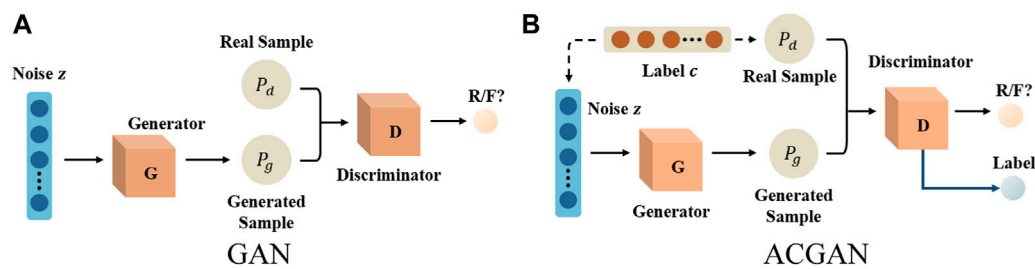 A
Real Sample
Noise z
P_d
Generator
R/F?
G
D
P_g
Discriminator
Generated
Sample
GAN
B
Label c
P_d
Real Sample
Discriminator
Noise z
R/F?
D
G
P_g
Label
Generator
Generated
Sample
ACGAN